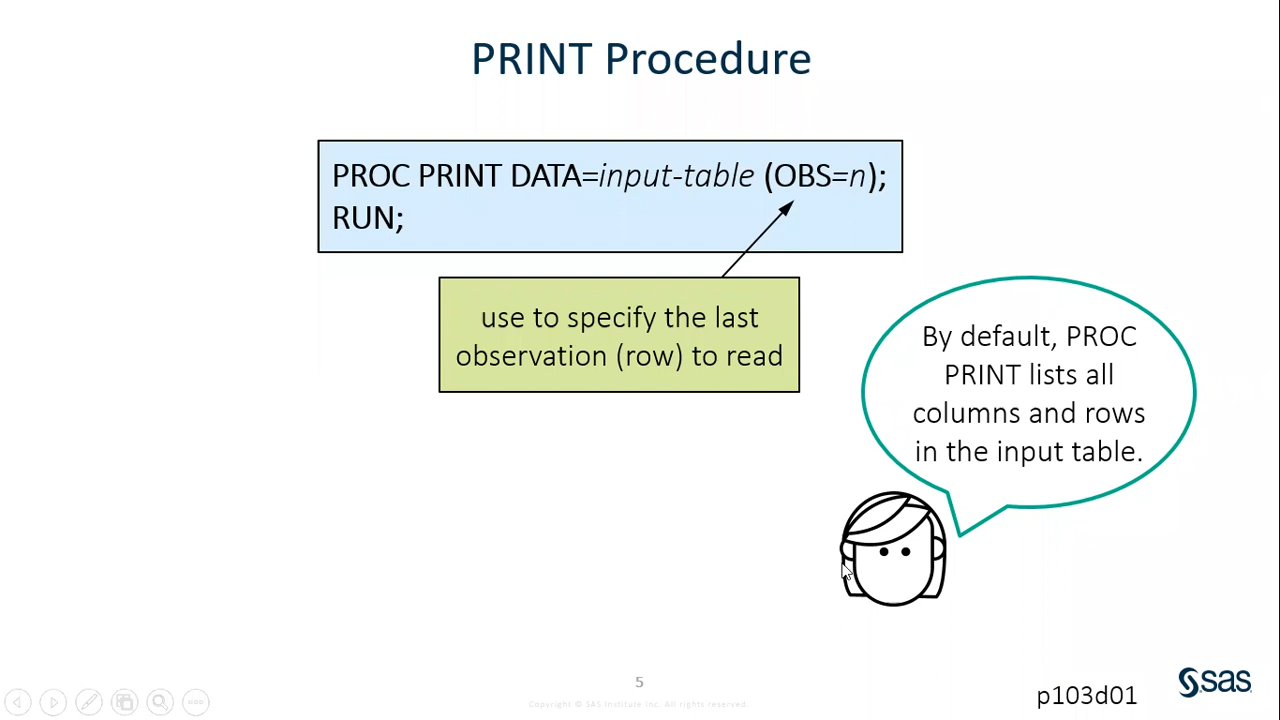 PRINT Procedure
PROC PRINT DATA=input-table (OBS=n);
RUN;
use to specify the last
observation (row) to read
By default, PROC
PRINT lists all
columns and rows
in the input table.
5
Copyright © SAS Institute Inc. All rights reserved.
p103d01
sas